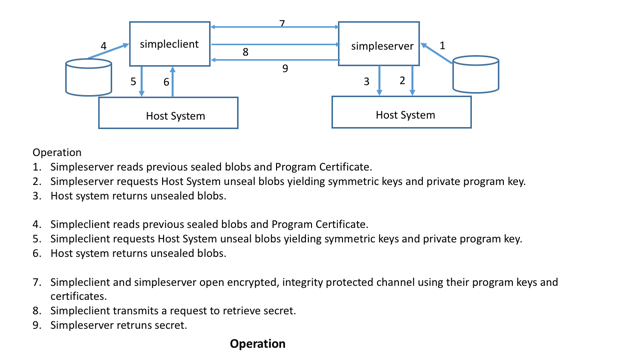 7
4
simpleclient
simpleserver
1
8
9
5
6
3
2
Host System
Host System
Operation
1. Simpleserver reads previous sealed blobs and Program Certificate.
2. Simpleserver requests Host System unseal blobs yielding symmetric keys and private program key.
3. Host system returns unsealed blobs.
4. Simpleclient reads previous sealed blobs and Program Certificate.
5. Simpleclient requests Host System unseal blobs yielding symmetric keys and private program key.
6. Host system returns unsealed blobs.
7. Simpleclient and simpleserver open encrypted, integrity protected channel using their program keys and
certificates.
8. Simpleclient transmits a request to retrieve secret.
9. Simpleserver retruns secret.
Operation